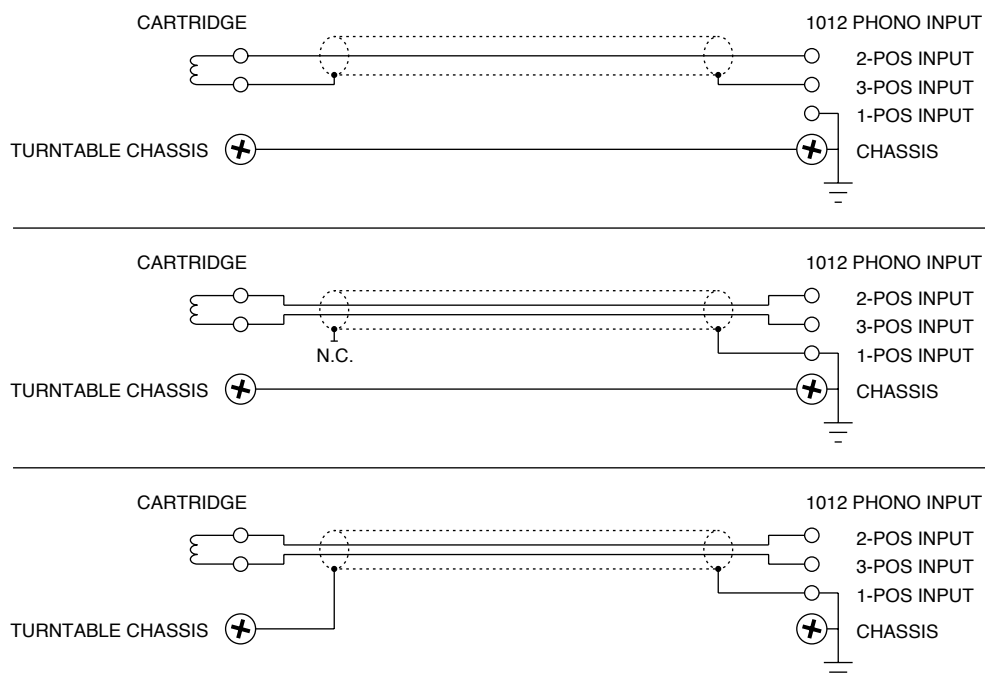 CARTRIDGE
1012 PHONO INPUT
2-POS INPUT
3-POS INPUT
1-POS INPUT
TURNTABLE CHASSIS
CHASSIS
CARTRIDGE
1012 PHONO INPUT
2-POS INPUT
3-POS INPUT
N.C.
1-POS INPUT
TURNTABLE CHASSIS
CHASSIS
CARTRIDGE
1012 PHONO INPUT
2-POS INPUT
3-POS INPUT
1-POS INPUT
TURNTABLE CHASSIS
CHASSIS